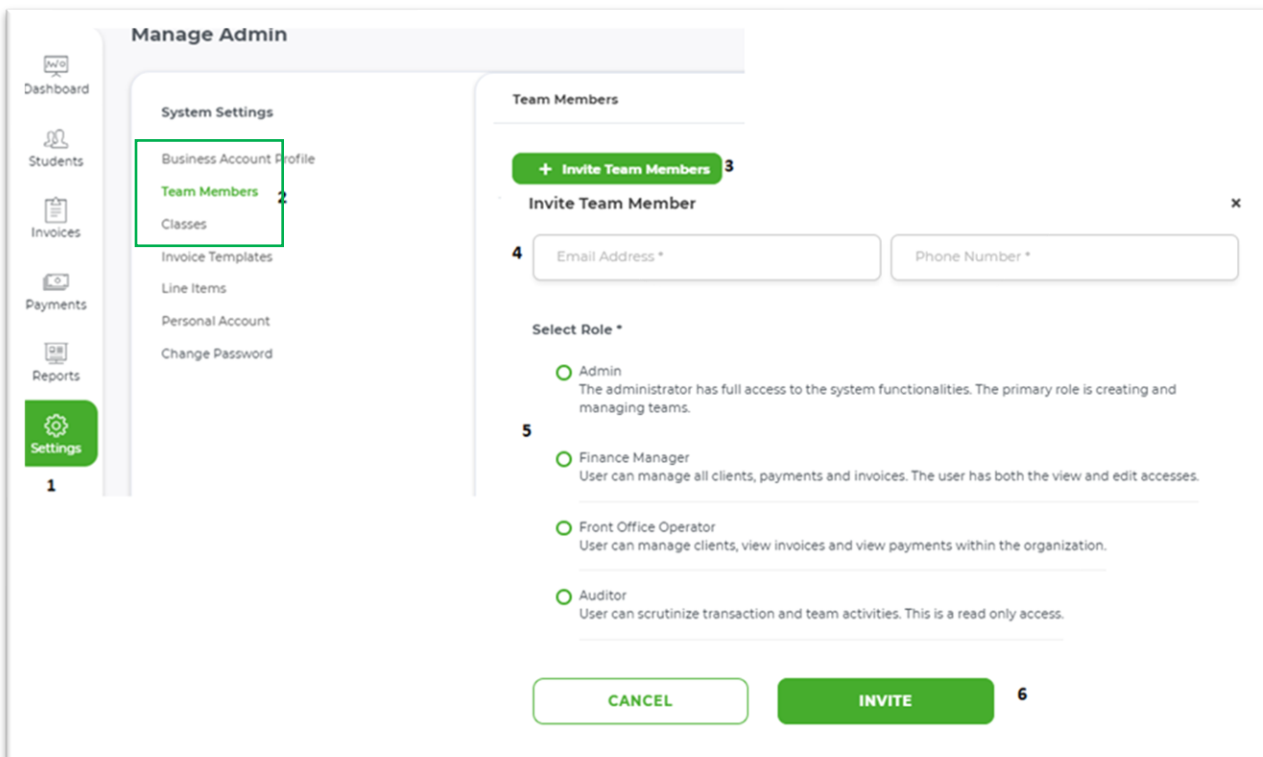 Manage Admin
Dashboard
Students
Invoices
Payments
Reports
Settings
1
System Settings
Business Account Profile
Team Members
2
Classes
Invoice Templates
Line Items
Personal Account
Change Password
Team Members
+ Invite Team Members 3
Invite Team Member ×
4 Email Address * Phone Number *
Select Role *
Admin
The administrator has full access to the system functionalities. The primary role is creating and
managing teams.
5
Finance Manager
User can manage all clients, payments and invoices. The user has both the view and edit accesses.
Front Office Operator
User can manage clients, view invoices and view payments within the organization.
Auditor
User can scrutinize transaction and team activities. This is a read only access.
CANCEL INVITE 6